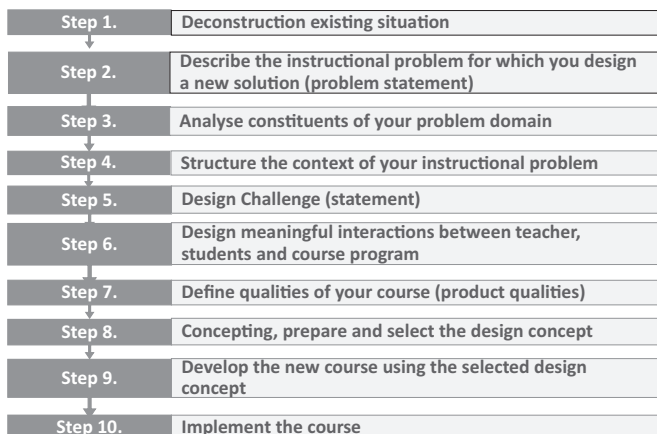 Step 1. Deconstruction existing situation
Step 2. Describe the instructional problem for which you design
a new solution (problem statement)
Step 3. Analyse constituents of your problem domain
Step 4. Structure the context of your instructional problem
Step 5. Design Challenge (statement)
Step 6. Design meaningful interactions between teacher,
students and course program
Step 7. Define qualities of your course (product qualities)
Step 8. Concepting, prepare and select the design concept
Step 9. Develop the new course using the selected design
concept
Step 10. Implement the course